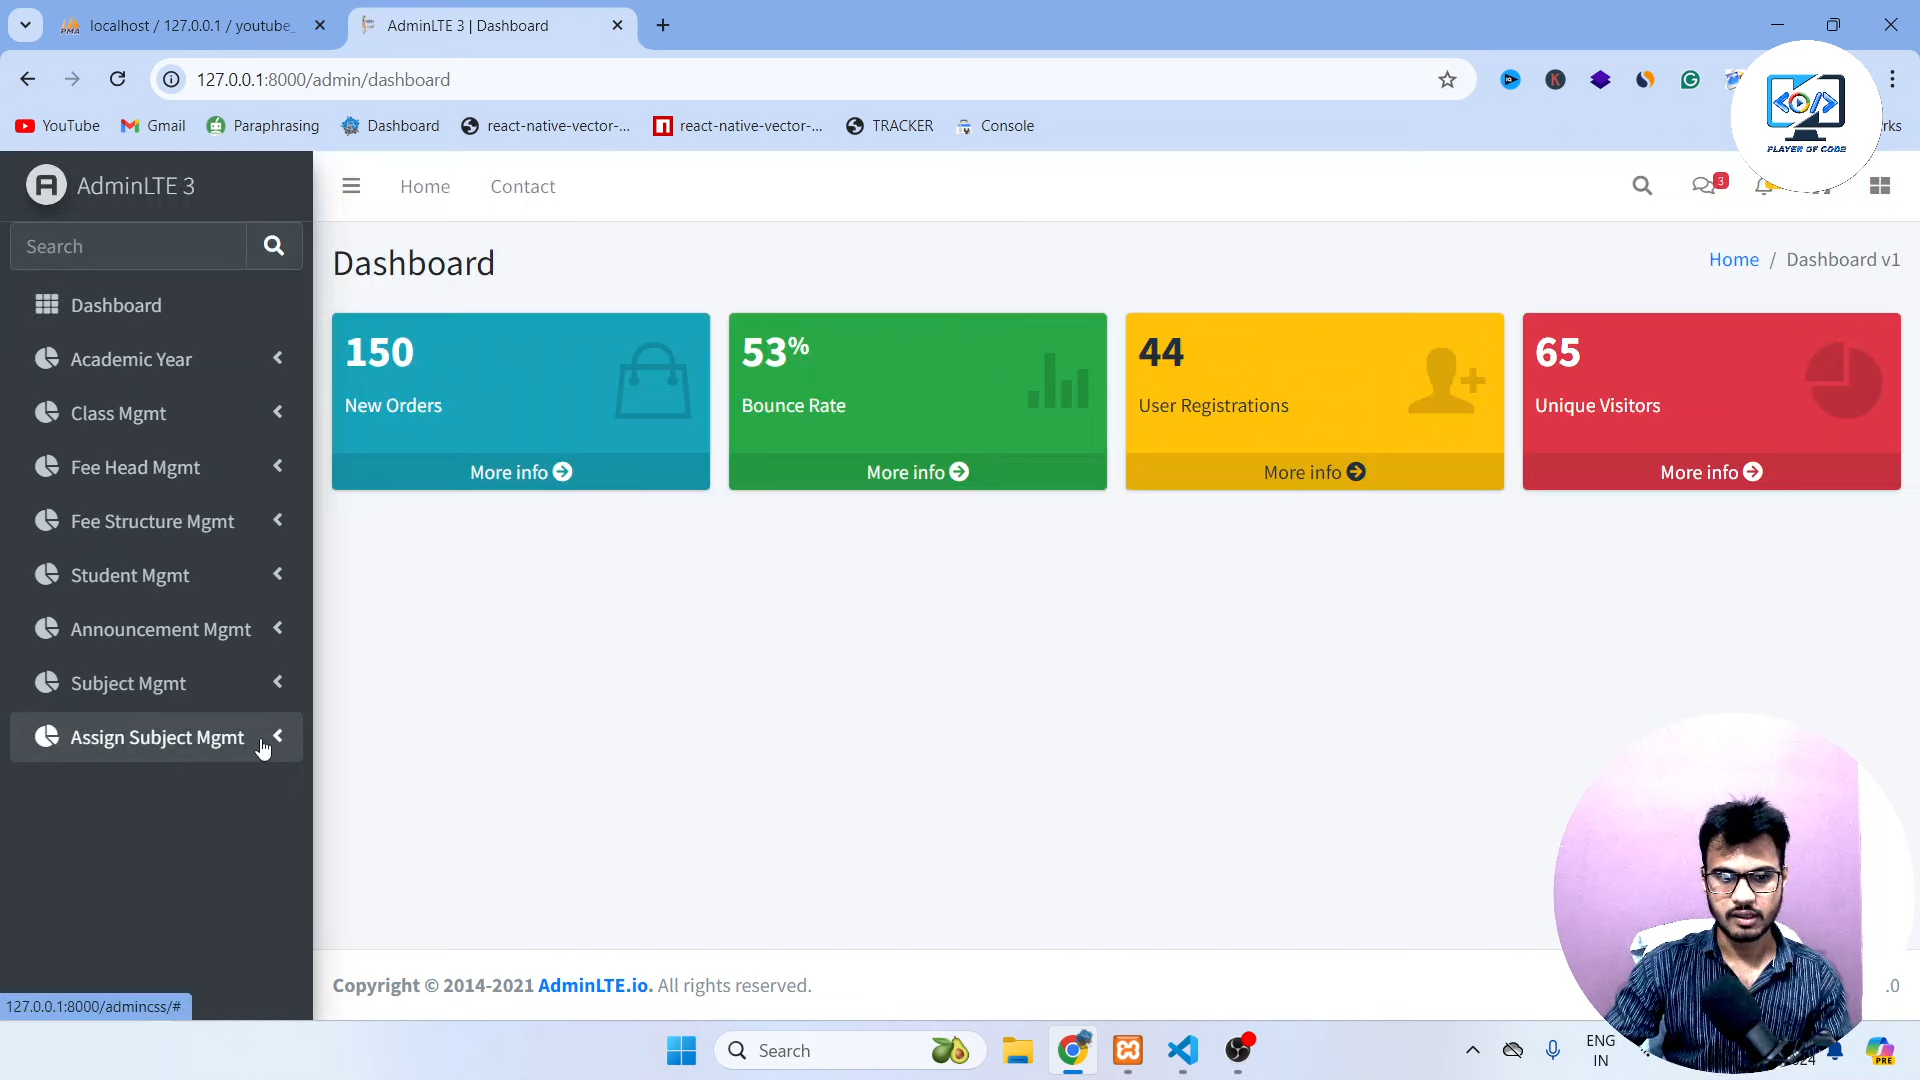 localhost / 127.0.0.1 / youtube_
AdminLTE 3 | Dashboard
127.0.0.1:8000/admin/dashboard
YouTube
Gmail
Paraphrasing
Dashboard
react-native-vector-...
react-native-vector-...
TRACKER
Console
PLAYER OF CODE
AdminLTE 3
Home
Contact
3
Search
Dashboard
Academic Year
Class Mgmt
Fee Head Mgmt
Fee Structure Mgmt
Student Mgmt
Announcement Mgmt
Subject Mgmt
Assign Subject Mgmt
Dashboard
Home / Dashboard v1
150
New Orders
More info
53%
Bounce Rate
More info
44
User Registrations
More info
65
Unique Visitors
More info
Copyright © 2014-2021 AdminLTE.io. All rights reserved.
.0
127.0.0.1:8000/admincss/#
Search
ENG
IN
PRE